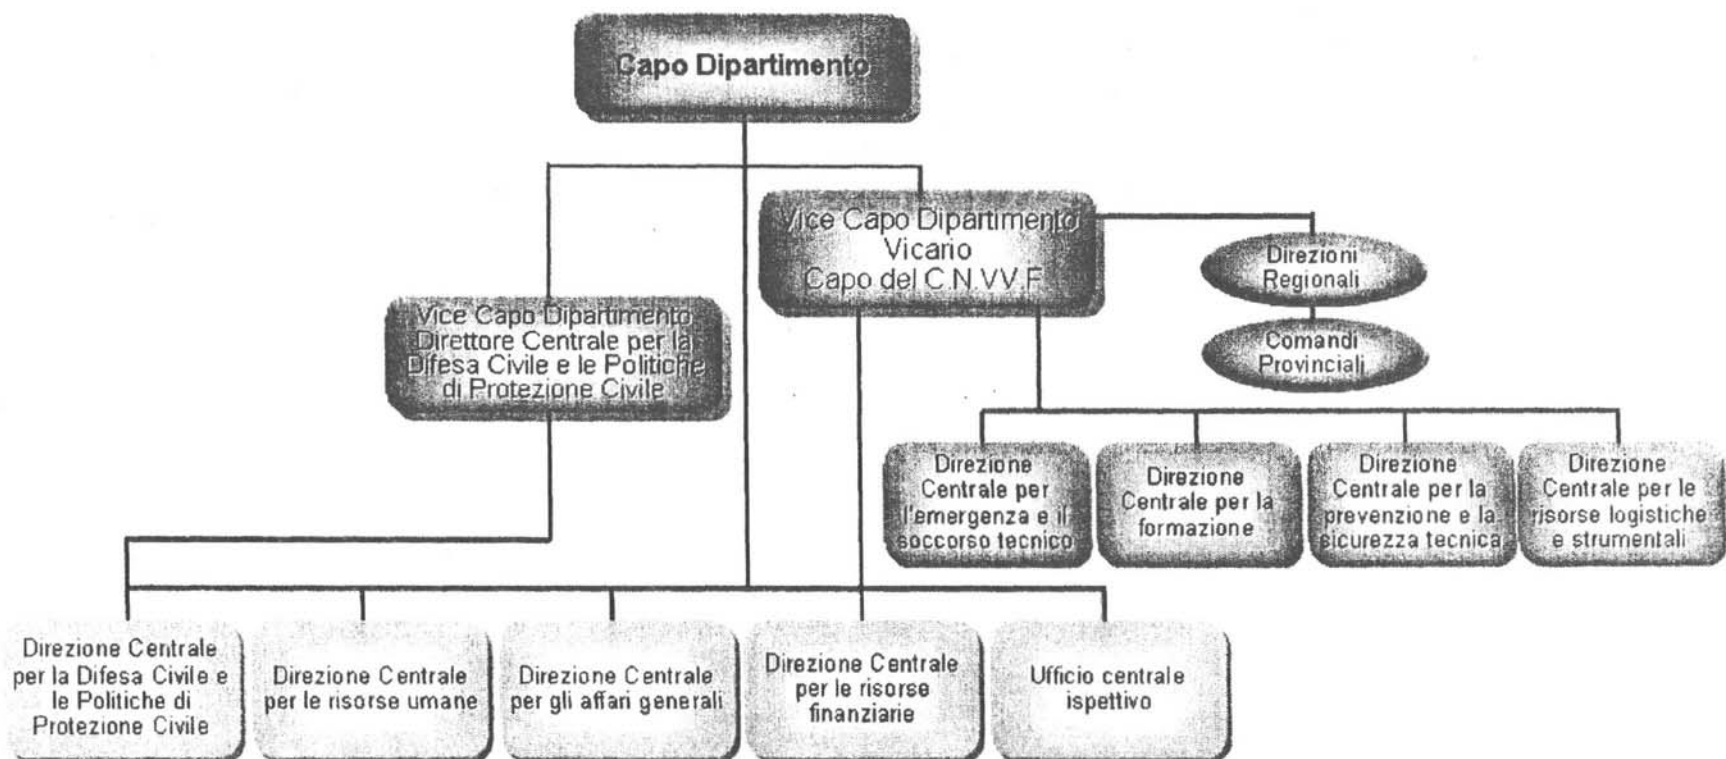 Capo Dipartimento
Vice Capo Dipartimento
Vicario
Capo del C.N.VV.F
Direzioni
Regionali
Comandi
Provinciali
Vice Capo Dipartimento
Direttore Centrale per la
Difesa Civile e le Politiche
di Protezione Civile
Direzione
Centrale per
l'emergenza e il
soccorso tecnico
Direzione
Centrale per la
formazione
Direzione
Centrale per la
prevenzione e la
sicurezza tecnica
Direzione
Centrale per le
risorse logistiche
e strumentali
Direzione Centrale
per la Difesa Civile e
le Politiche di
Protezione Civile
Direzione Centrale
per le risorse umane
Direzione Centrale
per gli affari generali
Direzione Centrale
per le risorse
finanziarie
Ufficio centrale
ispettivo